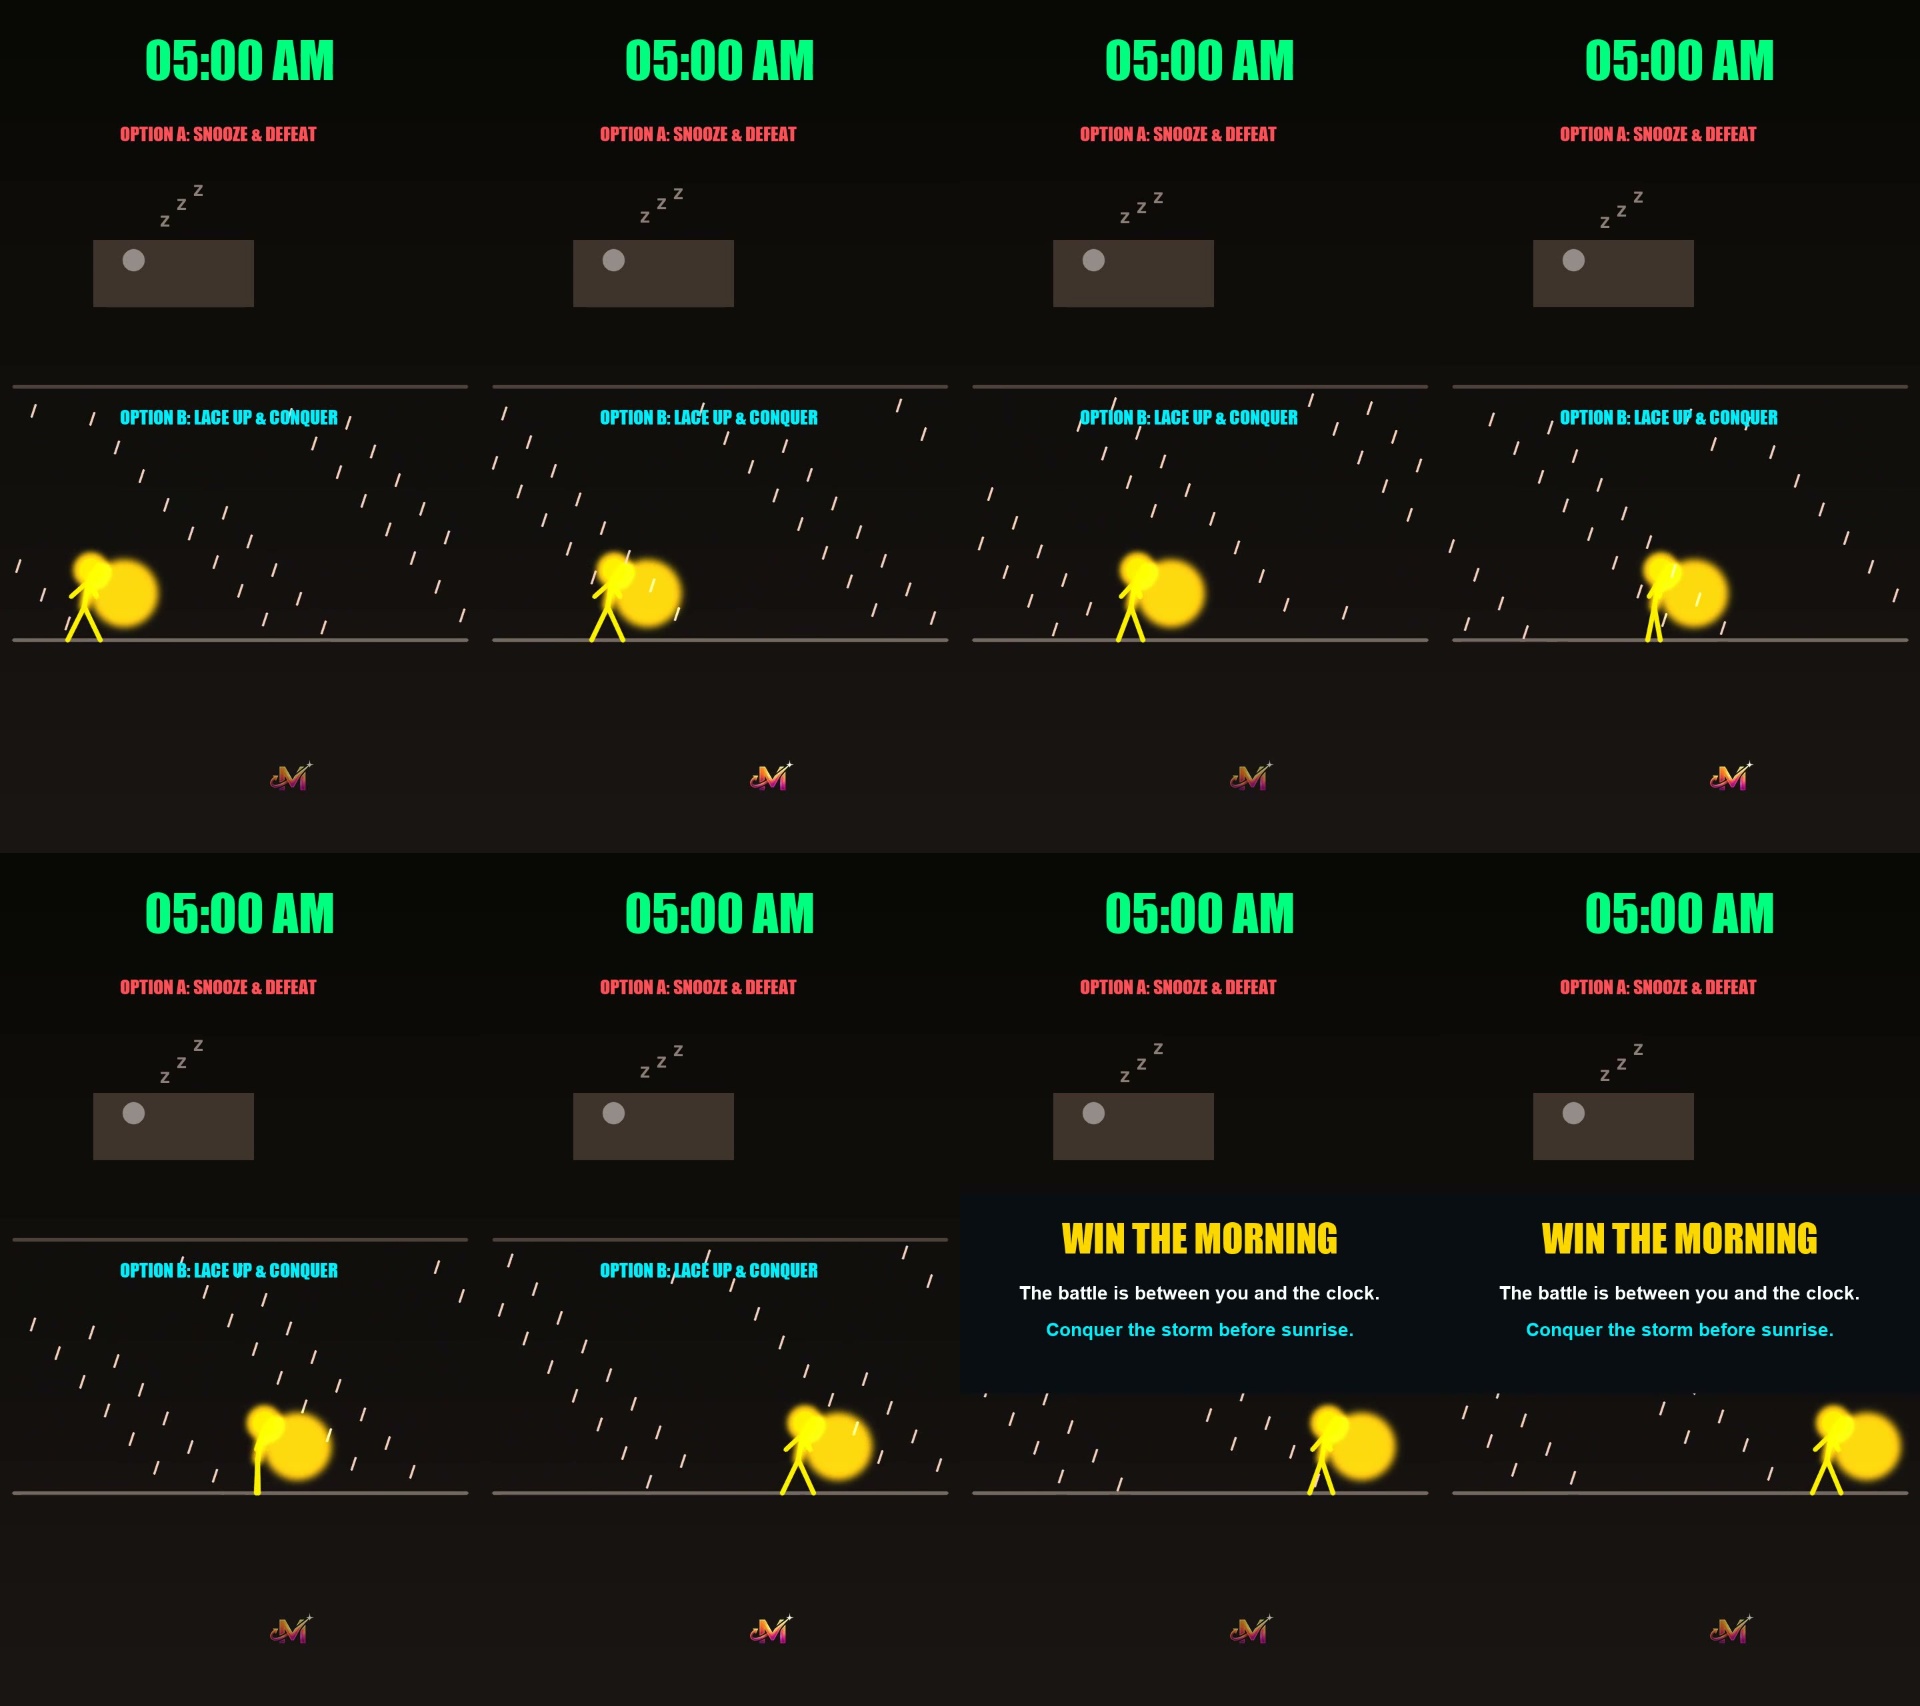 05:00 AM 05:00 AM 05:00 AM 05:00 AM
OPTION A: SNOOZE & DEFEAT OPTION A: SNOOZE & DEFEAT OPTION A: SNOOZE & DEFEAT OPTION A: SNOOZE & DEFEAT
z z z z z z z z z z z z
OPTION B: LACE UP & CONQUER OPTION B: LACE UP & CONQUER OPTION B: LACE UP & CONQUER OPTION B: LACE UP & CONQUER
M M M M
05:00 AM 05:00 AM 05:00 AM 05:00 AM
OPTION A: SNOOZE & DEFEAT OPTION A: SNOOZE & DEFEAT OPTION A: SNOOZE & DEFEAT OPTION A: SNOOZE & DEFEAT
z z z z z z z z z z z z
OPTION B: LACE UP & CONQUER OPTION B: LACE UP & CONQUER WIN THE MORNING WIN THE MORNING
The battle is between you and the clock. The battle is between you and the clock.
Conquer the storm before sunrise. Conquer the storm before sunrise.
M M M M